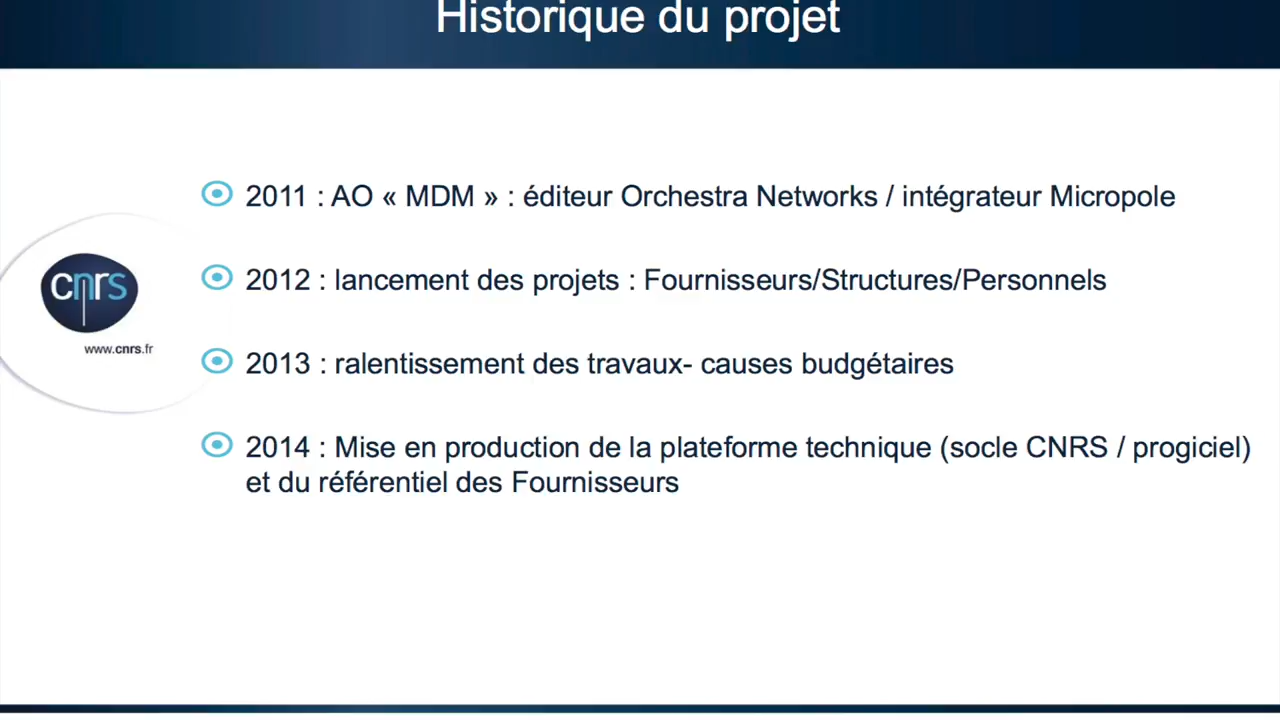 Historique du projet
2011 : AO « MDM » : éditeur Orchestra Networks / intégrateur Micropole
2012 : lancement des projets : Fournisseurs/Structures/Personnels
cnrs
www.cnrs.fr
2013 : ralentissement des travaux- causes budgétaires
2014 : Mise en production de la plateforme technique (socle CNRS / progiciel)
et du référentiel des Fournisseurs